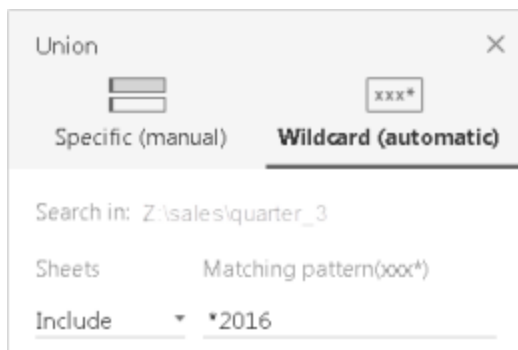 Union
xxx*
Specific (manual) Wildcard (automatic)
Search in: Z:\sales\quarter_3
Sheets Matching pattern(xxx*)
Include *2016